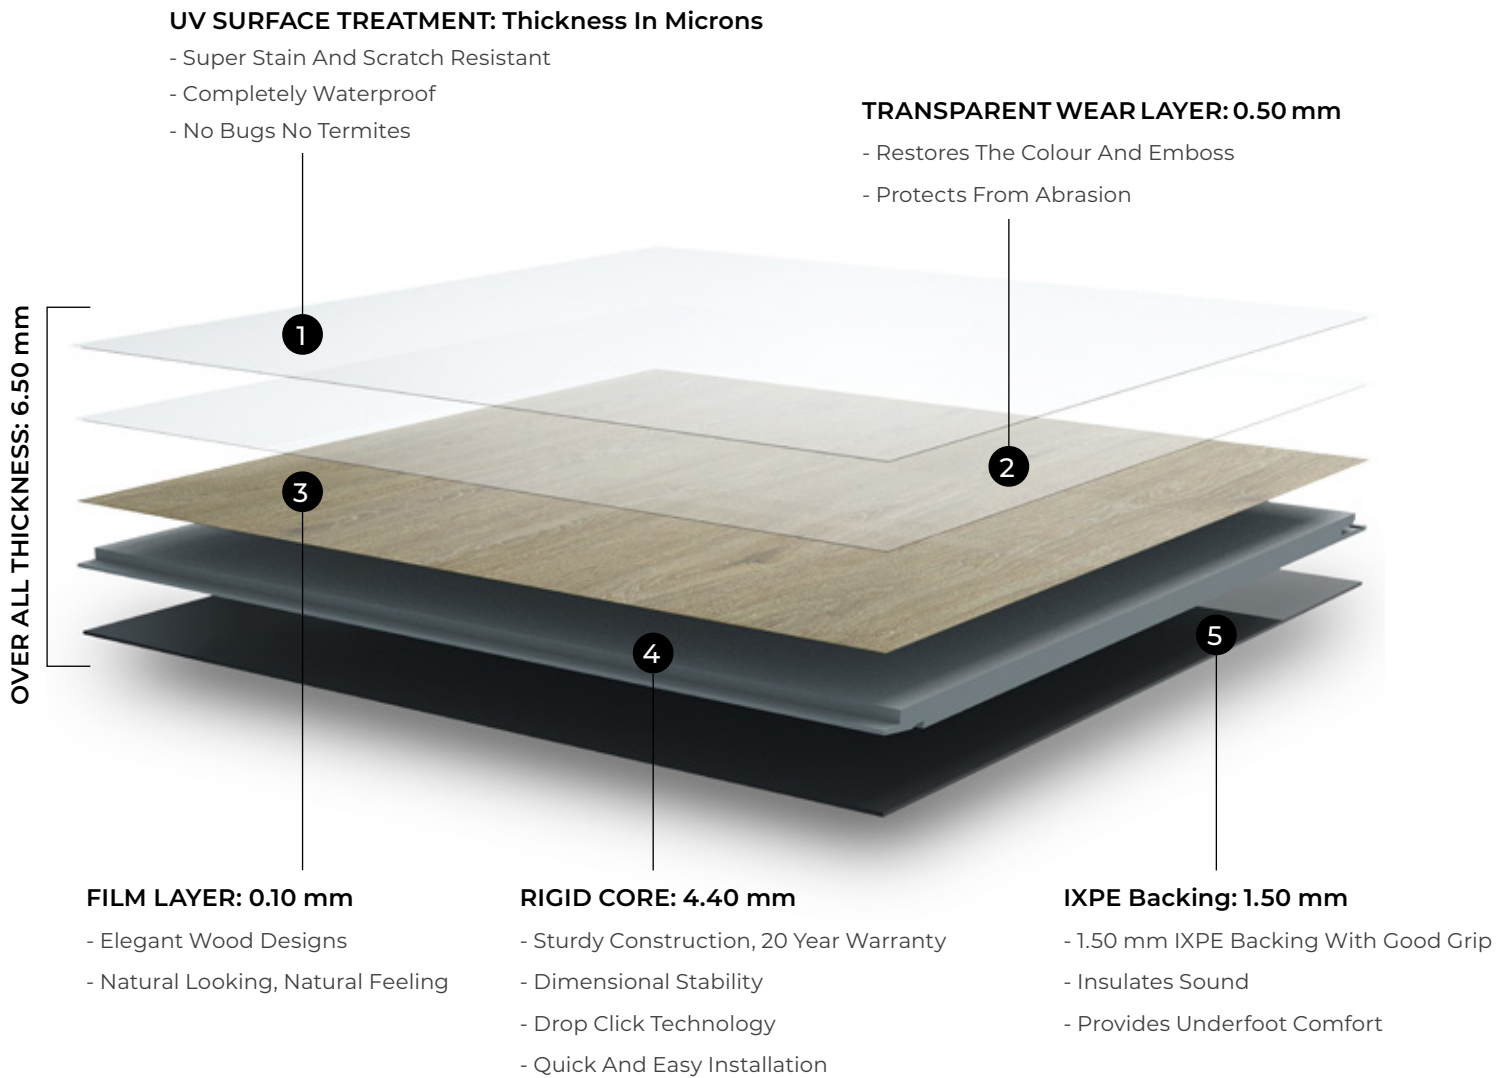 UV SURFACE TREATMENT: Thickness In Microns
- Super Stain And Scratch Resistant
- Completely Waterproof
- No Bugs No Termites
TRANSPARENT WEAR LAYER: 0.50 mm
- Restores The Colour And Emboss
- Protects From Abrasion
OVER ALL THICKNESS: 6.50 mm
1
2
3
4
5
FILM LAYER: 0.10 mm
- Elegant Wood Designs
- Natural Looking, Natural Feeling
RIGID CORE: 4.40 mm
- Sturdy Construction, 20 Year Warranty
- Dimensional Stability
- Drop Click Technology
- Quick And Easy Installation
IXPE Backing: 1.50 mm
- 1.50 mm IXPE Backing With Good Grip
- Insulates Sound
- Provides Underfoot Comfort